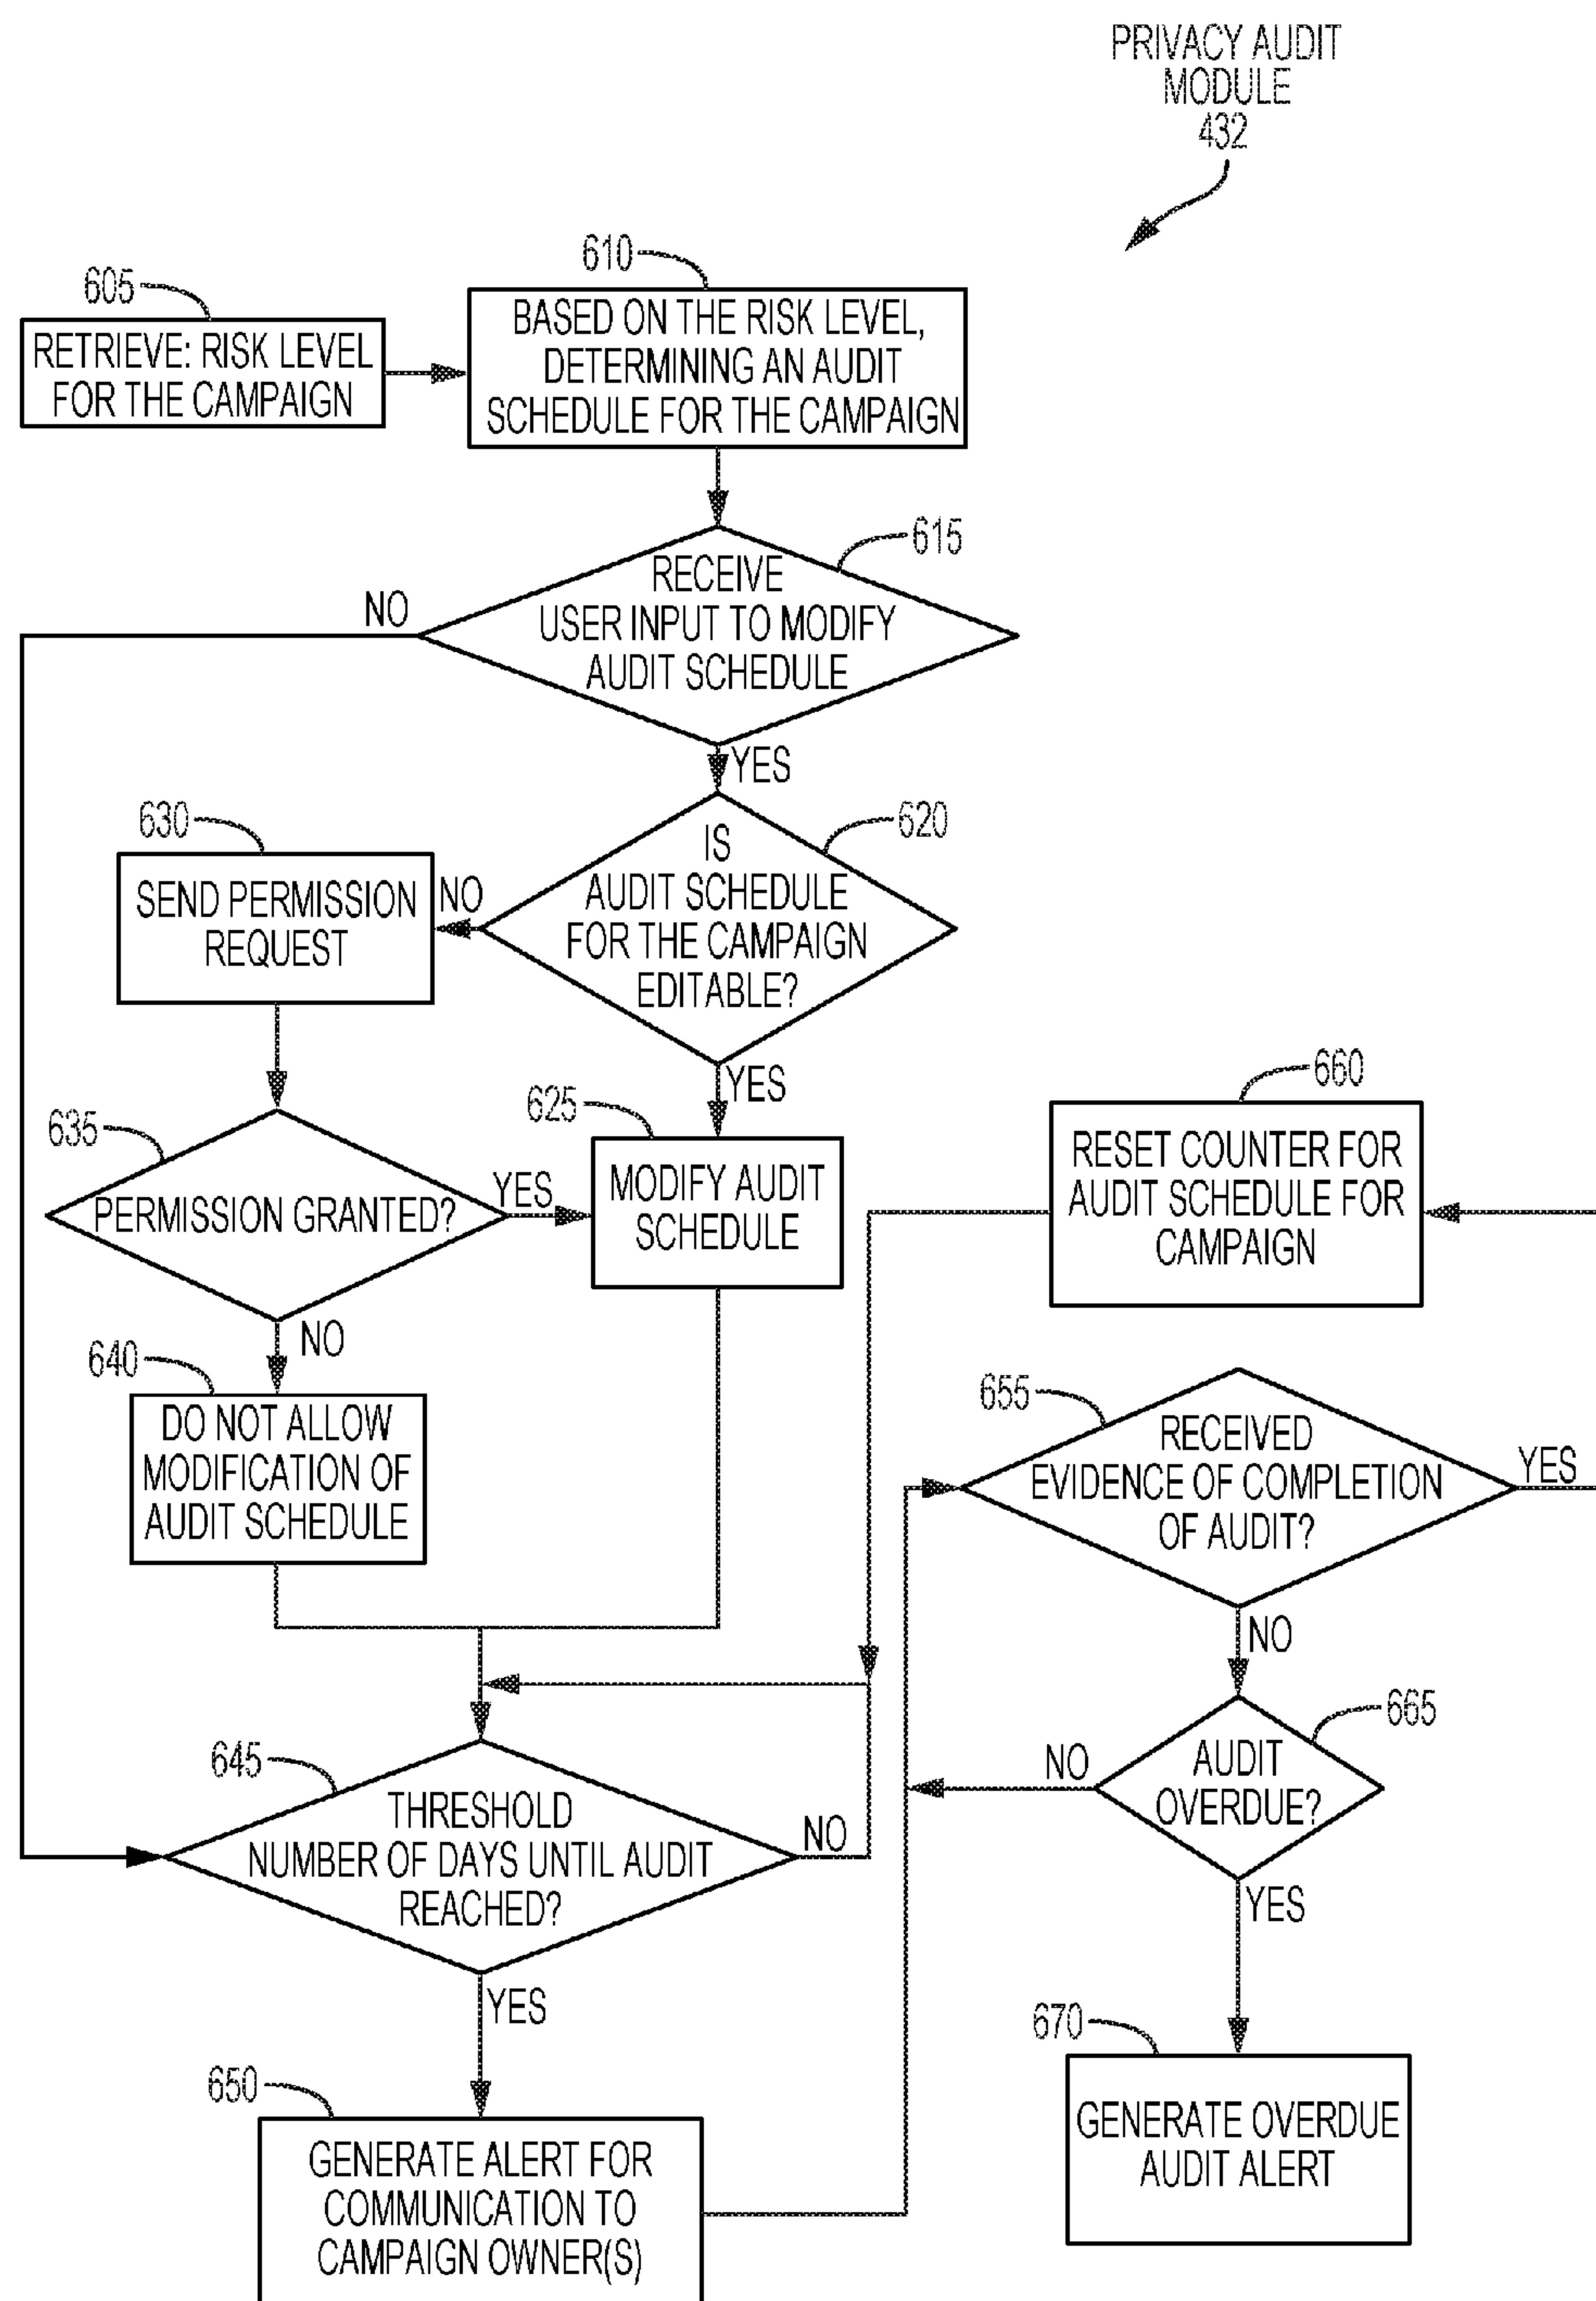 PRIVACY AUDIT
MODULE
432
605
RETRIEVE: RISK LEVEL
FOR THE CAMPAIGN
610
BASED ON THE RISK LEVEL,
DETERMINING AN AUDIT
SCHEDULE FOR THE CAMPAIGN
615
RECEIVE
USER INPUT TO MODIFY
AUDIT SCHEDULE
NO
YES
620
IS
AUDIT SCHEDULE
FOR THE CAMPAIGN
EDITABLE?
NO
YES
630
SEND PERMISSION
REQUEST
625
MODIFY AUDIT
SCHEDULE
635
PERMISSION GRANTED?
YES
NO
640
DO NOT ALLOW
MODIFICATION OF
AUDIT SCHEDULE
645
THRESHOLD
NUMBER OF DAYS UNTIL AUDIT
REACHED?
NO
YES
650
GENERATE ALERT FOR
COMMUNICATION TO
CAMPAIGN OWNER(S)
660
RESET COUNTER FOR
AUDIT SCHEDULE FOR
CAMPAIGN
655
RECEIVED
EVIDENCE OF COMPLETION
OF AUDIT?
YES
NO
665
AUDIT
OVERDUE?
NO
YES
670
GENERATE OVERDUE
AUDIT ALERT